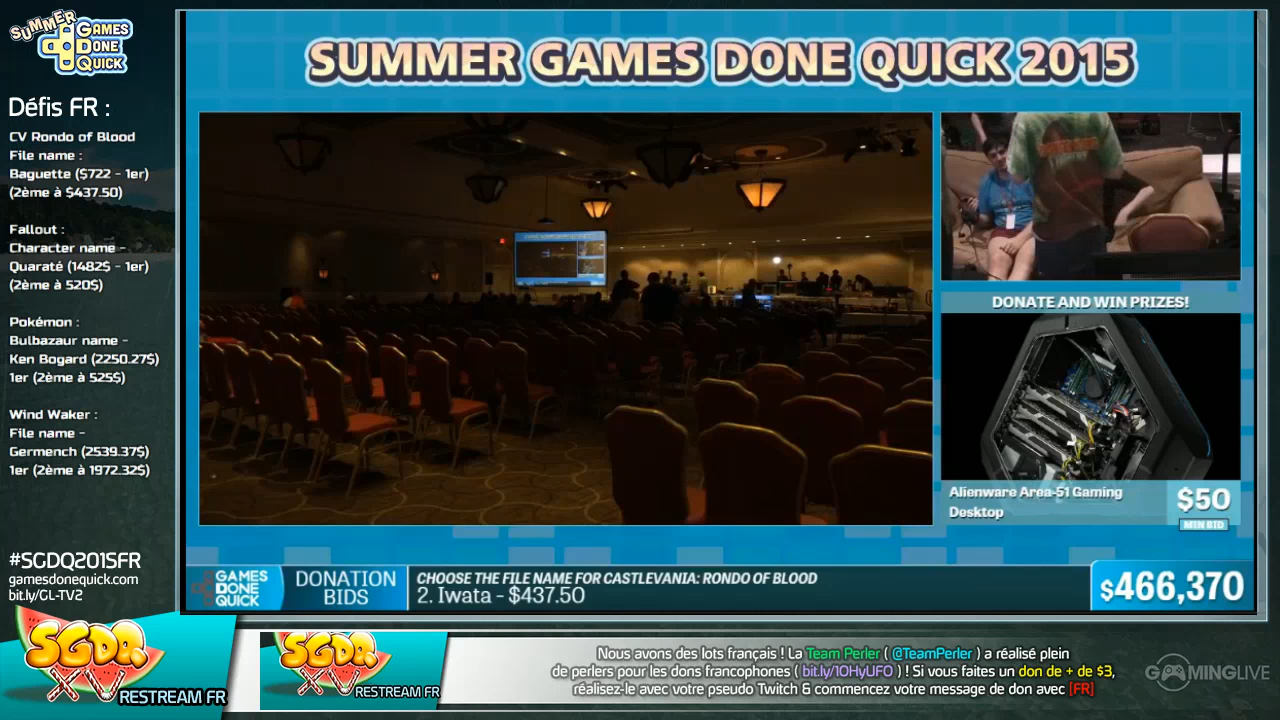 SUMMER
GAMES
DONE
QUICK
Défis FR :
CV Rondo of Blood
File name :
Baguette ($722 - 1er)
(2ème à $437.50)
Fallout :
Character name -
Quaraté (1482$ - 1er)
(2ème à 520$)
Pokémon :
Bulbazaur name -
Ken Bogard (2250.27$)
1er (2ème à 525$)
Wind Waker :
File name -
Germench (2539.37$)
1er (2ème à 1972.32$)
#SGDQ2015FR
gamesdonequick.com
bit.ly/GL-TV2
SUMMER GAMES DONE QUICK 2015
DONATE AND WIN PRIZES!
Alienware Area-51 Gaming
Desktop
$50
MIN BID
GAMES
DONE
QUICK
DONATION
BIDS
CHOOSE THE FILE NAME FOR CASTLEVANIA: RONDO OF BLOOD
2. Iwata - $437.50
$466,370
SGDQ
XV
RESTREAM FR
SGDQ
XV
RESTREAM FR
Nous avons des lots français ! La Team Perler ( @TeamPerler ) a réalisé plein
de perlers pour les dons francophones ( bit.ly/1OHyUFO ) ! Si vous faites un don de + de $3,
réalisez-le avec votre pseudo Twitch & commencez votre message de don avec [FR]
GAMINGLIVE